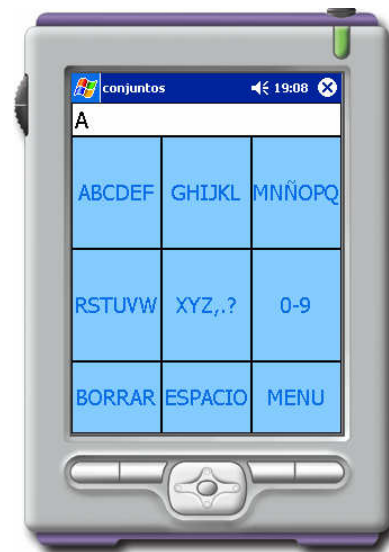 conjuntos 19:08
A
ABCDEF GHIJKL MNÑOPQ
RSTUVW XYZ,.? 0-9
BORRAR ESPACIO MENU